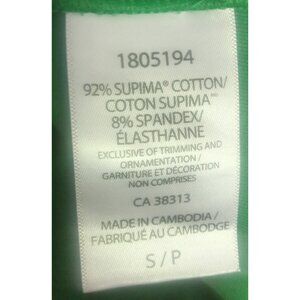 1805194
92% SUPIMA® COTTON/
COTON SUPIMA™
8% SPANDEX/
ÉLASTHANNE
EXCLUSIVE OF TRIMMING AND
ORNAMENTATION/
GARNITURE ET DÉCORATION
NON COMPRISES
CA 38313
MADE IN CAMBODIA/
FABRIQUÉ AU CAMBODGE
S / P